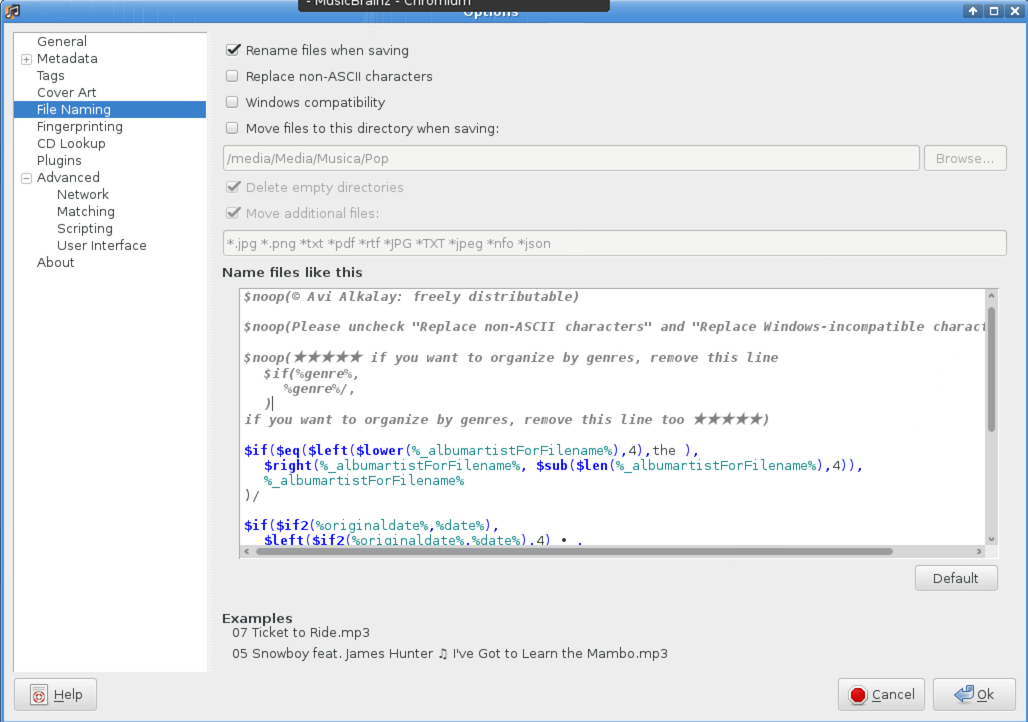 - MusicBrainz - Chromium
Options
General
Metadata
Tags
Cover Art
File Naming
Fingerprinting
CD Lookup
Plugins
Advanced
Network
Matching
Scripting
User Interface
About
Rename files when saving
Replace non-ASCII characters
Windows compatibility
Move files to this directory when saving:
/media/Media/Musica/Pop
Browse...
Delete empty directories
Move additional files:
*.jpg *.png *txt *pdf *rtf *JPG *TXT *jpeg *nfo *json
Name files like this
$noop(© Avi Alkalay: freely distributable)
$noop(Please uncheck "Replace non-ASCII characters" and "Replace Windows-incompatible charact
$noop(★★★★★ if you want to organize by genres, remove this line
$if(%genre%,
%genre%/,
)
if you want to organize by genres, remove this line too ★★★★★)
$if($eq($left($lower(%_albumartistForFilename%),4),the ),
$right(%_albumartistForFilename%, $sub($len(%_albumartistForFilename%),4)),
%_albumartistForFilename%
)/
$if($if2(%originaldate%,%date%),
$left($if2(%originaldate%,%date%),4) • ,
Default
Examples
07 Ticket to Ride.mp3
05 Snowboy feat. James Hunter ♫ I've Got to Learn the Mambo.mp3
Help
Cancel
Ok